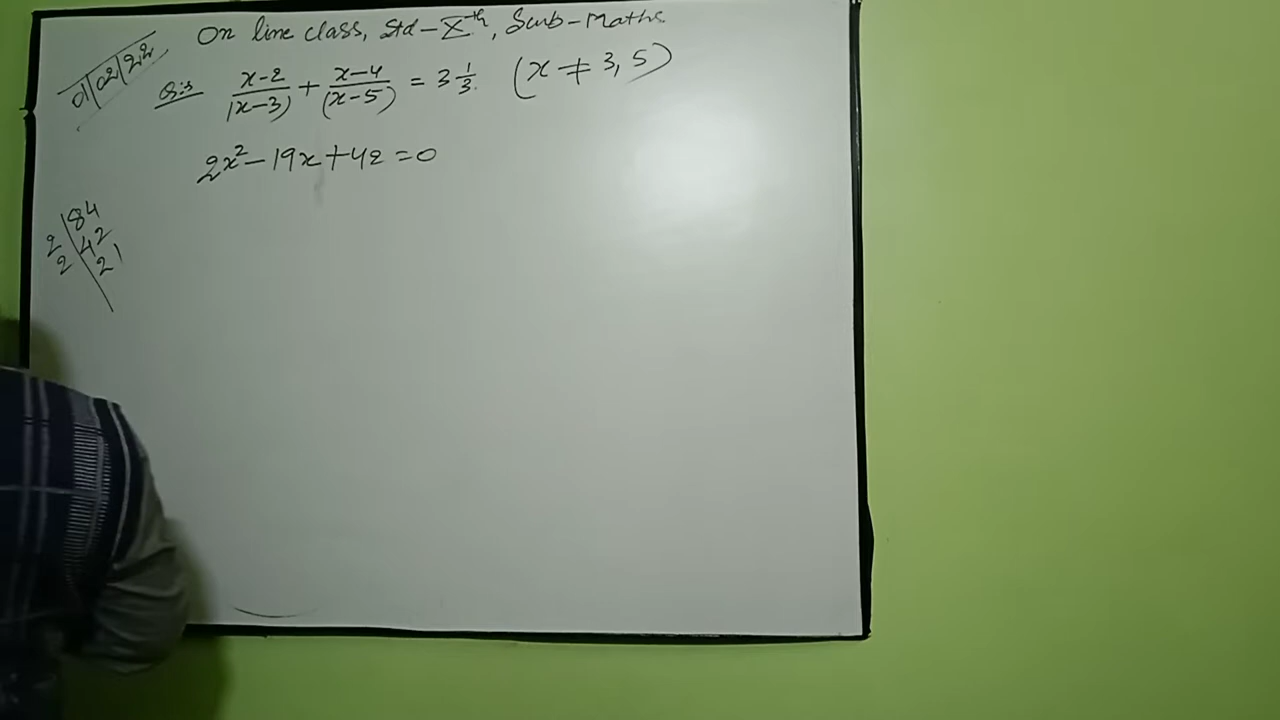 On line class, Std-Xth, Sub-Maths
01/02/22
Q:3 x-2/(x-3) + x-4/(x-5) = 3 1/3 (x ≠ 3, 5)
2x²-19x+42=0
84
2 42
2 21